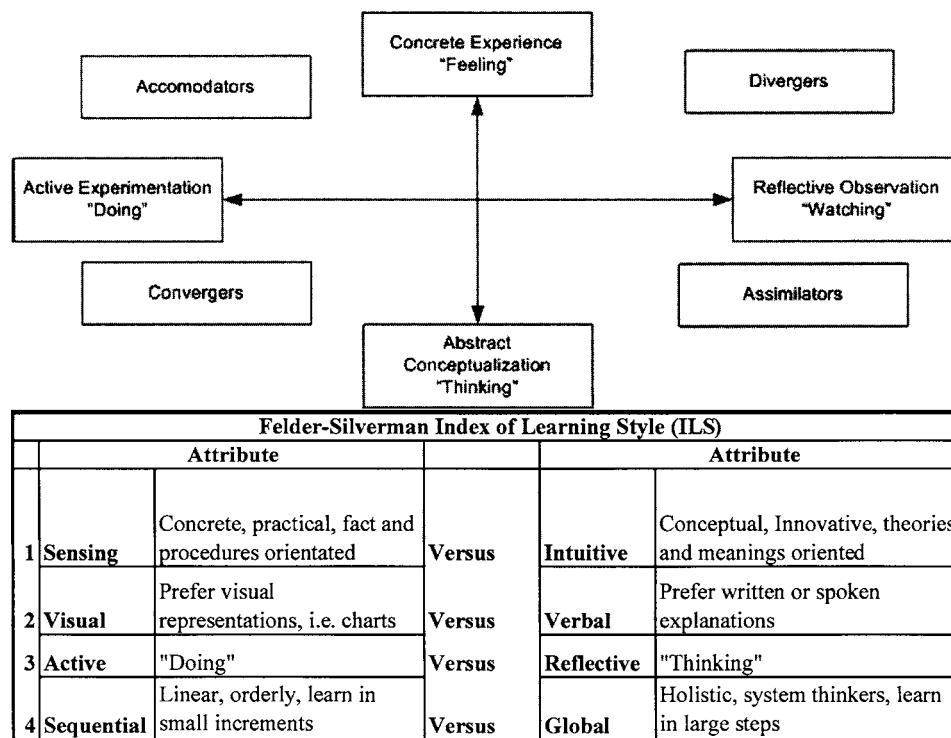 Concrete Experience
"Feeling"
Accomodators
Divergers
Active Experimentation
"Doing"
Reflective Observation
"Watching"
Convergers
Assimilators
Abstract
Conceptualization
"Thinking"
Felder-Silverman Index of Learning Style (ILS)
Attribute
Attribute
1 Sensing
Concrete, practical, fact and
procedures orientated
Versus
Intuitive
Conceptual, Innovative, theories
and meanings oriented
2 Visual
Prefer visual
representations, i.e. charts
Versus
Verbal
Prefer written or spoken
explanations
3 Active
"Doing"
Versus
Reflective
"Thinking"
4 Sequential
Linear, orderly, learn in
small increments
Versus
Global
Holistic, system thinkers, learn
in large steps